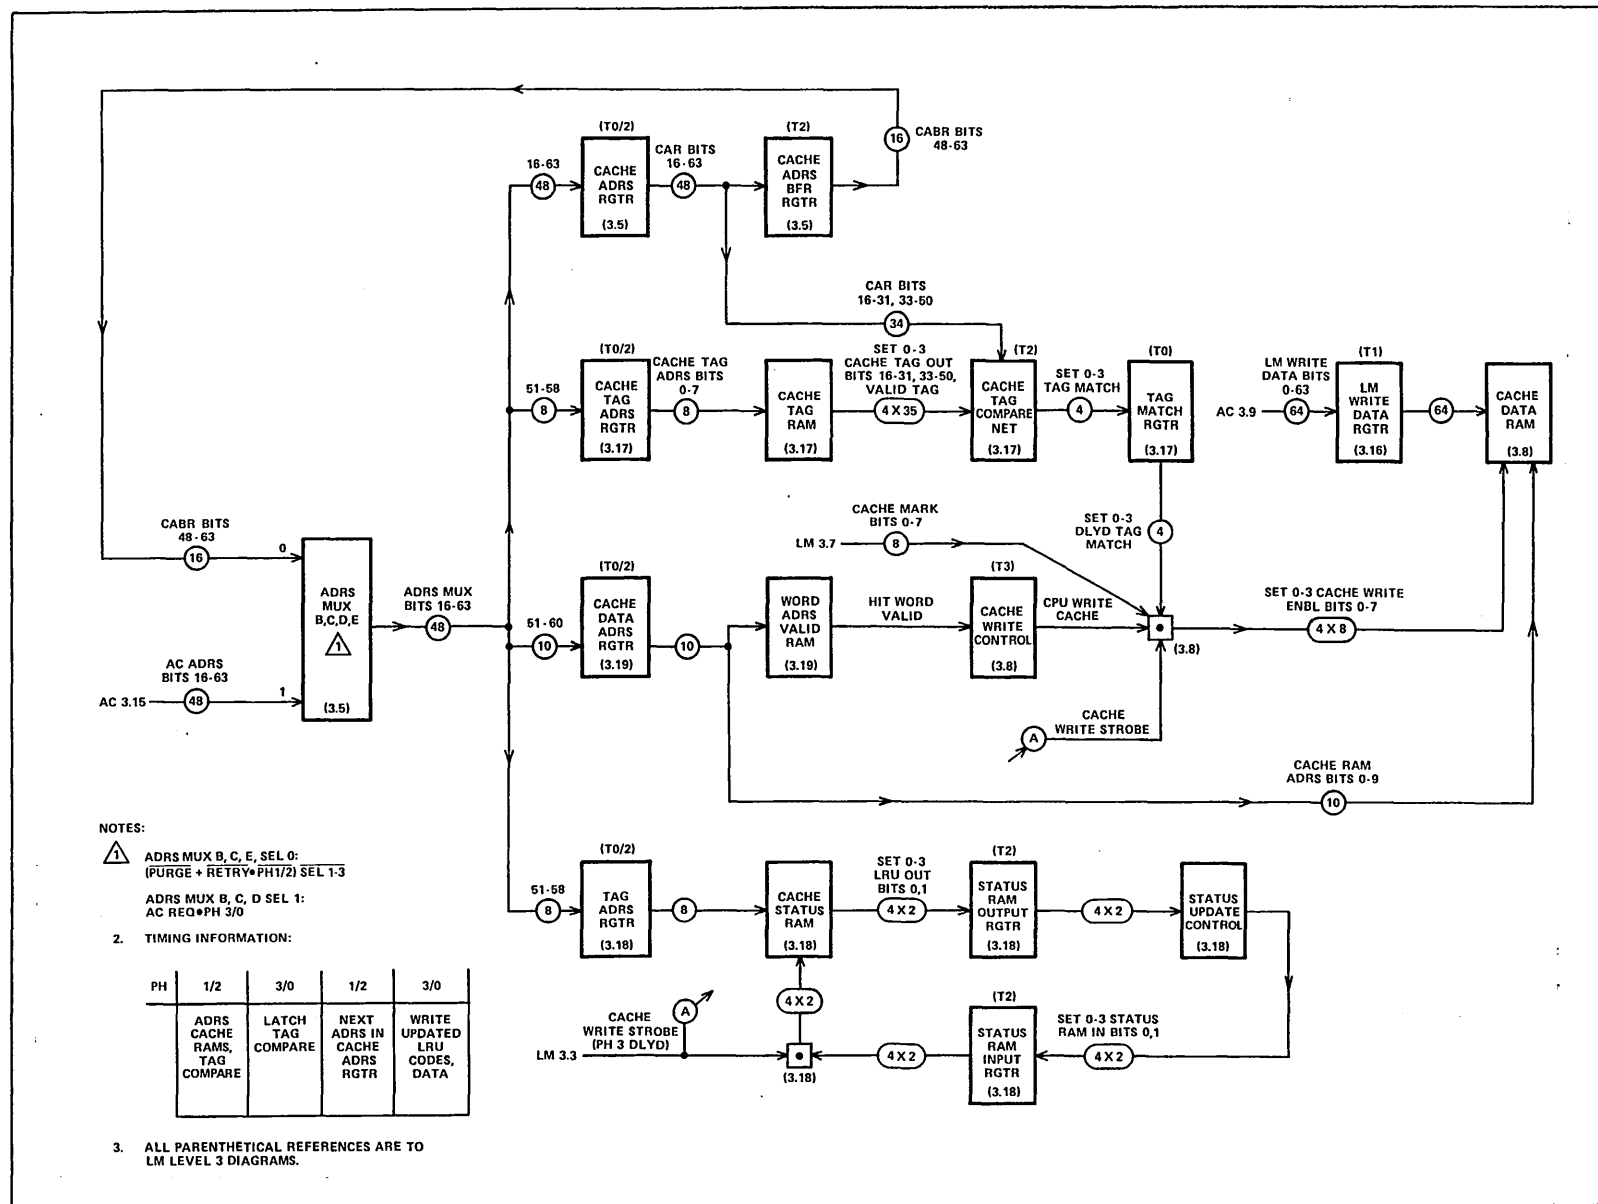 (T0/2)
CACHE
ADRS
RGTR
(3.5)
16-63
48
CAR BITS
16-63
48
(T2)
CACHE
ADRS
BFR
RGTR
(3.5)
16
CABR BITS
48-63
CAR BITS
16-31, 33-50
34
(T0/2)
51-58
8
CACHE
TAG
ADRS
RGTR
(3.17)
CACHE TAG
ADRS BITS
0-7
8
CACHE
TAG
RAM
(3.17)
SET 0-3
CACHE TAG OUT
BITS 16-31, 33-50,
VALID TAG
4 X 35
(T2)
CACHE
TAG
COMPARE
NET
(3.17)
SET 0-3
TAG MATCH
4
(T0)
TAG
MATCH
RGTR
(3.17)
LM WRITE
DATA BITS
0-63
AC 3.9
64
(T1)
LM
WRITE
DATA
RGTR
(3.16)
64
CACHE
DATA
RAM
(3.8)
CABR BITS
48-63
16
0
ADRS
MUX
B,C,D,E
1
(3.5)
AC ADRS
BITS 16-63
AC 3.15
48
1
ADRS MUX
BITS 16-63
48
CACHE MARK
BITS 0-7
LM 3.7
8
SET 0-3
DLYD TAG
MATCH
4
(T0/2)
51-60
10
CACHE
DATA
ADRS
RGTR
(3.19)
10
WORD
ADRS
VALID
RAM
(3.19)
HIT WORD
VALID
(T3)
CACHE
WRITE
CONTROL
(3.8)
CPU WRITE
CACHE
(3.8)
SET 0-3 CACHE WRITE
ENBL BITS 0-7
4 X 8
A
CACHE
WRITE STROBE
CACHE RAM
ADRS BITS 0-9
10
(T0/2)
51-58
8
TAG
ADRS
RGTR
(3.18)
8
CACHE
STATUS
RAM
(3.18)
SET 0-3
LRU OUT
BITS 0,1
4 X 2
(T2)
STATUS
RAM
OUTPUT
RGTR
(3.18)
4 X 2
STATUS
UPDATE
CONTROL
(3.18)
4 X 2
A
CACHE
WRITE STROBE
(PH 3 DLYD)
LM 3.3
(3.18)
4 X 2
(T2)
STATUS
RAM
INPUT
RGTR
(3.18)
SET 0-3 STATUS
RAM IN BITS 0,1
4 X 2
NOTES:
1 ADRS MUX B, C, E, SEL 0:
(PURGE + RETRY•PH1/2) SEL 1-3
ADRS MUX B, C, D SEL 1:
AC REQ•PH 3/0
2. TIMING INFORMATION:
PH 1/2 3/0 1/2 3/0
ADRS
CACHE
RAMS,
TAG
COMPARE
LATCH
TAG
COMPARE
NEXT
ADRS IN
CACHE
ADRS
RGTR
WRITE
UPDATED
LRU
CODES,
DATA
3. ALL PARENTHETICAL REFERENCES ARE TO
LM LEVEL 3 DIAGRAMS.